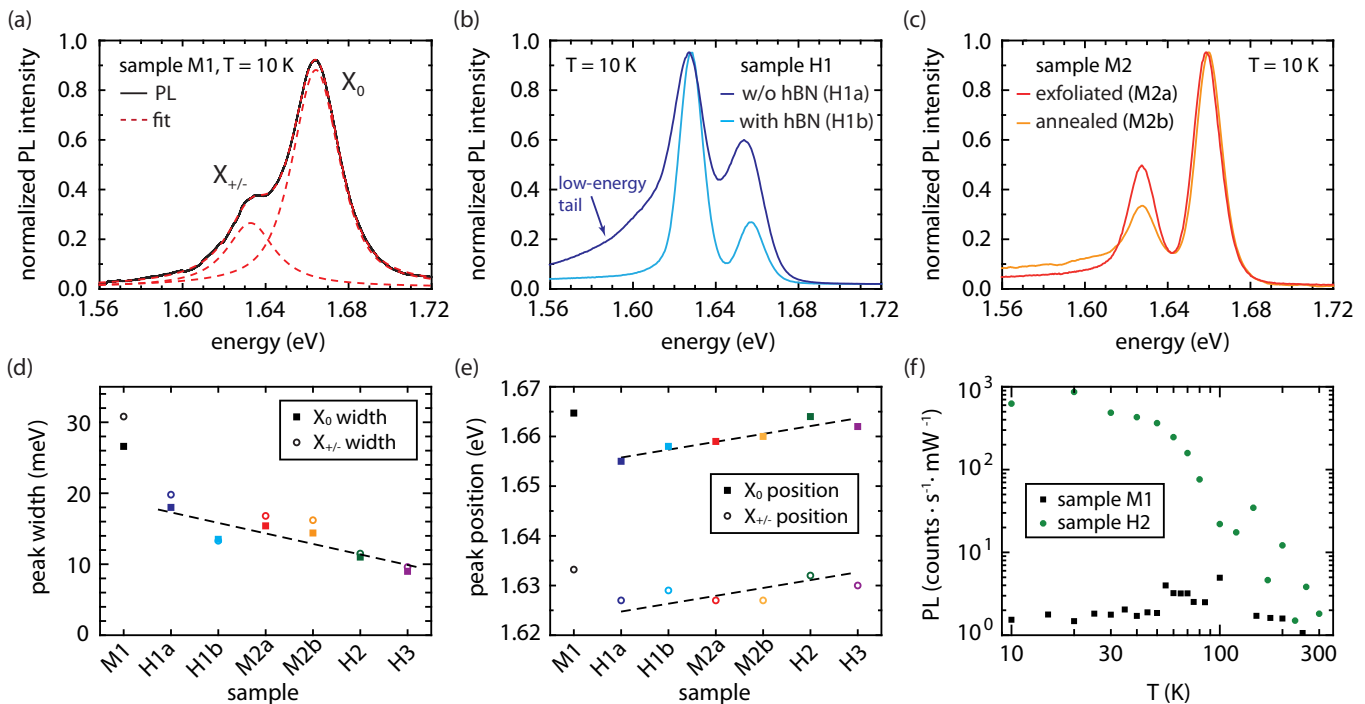 (a)
sample M1, T = 10 K
PL
fit
X0
X+/-
normalized PL intensity
1.0
0.8
0.6
0.4
0.2
0.0
1.56
1.60
1.64
1.68
1.72
energy (eV)
(b)
T = 10 K
sample H1
w/o hBN (H1a)
with hBN (H1b)
low-energy
tail
normalized PL intensity
1.0
0.8
0.6
0.4
0.2
0.0
1.56
1.60
1.64
1.68
1.72
energy (eV)
(c)
sample M2
T = 10 K
exfoliated (M2a)
annealed (M2b)
normalized PL intensity
1.0
0.8
0.6
0.4
0.2
0.0
1.56
1.60
1.64
1.68
1.72
energy (eV)
(d)
X0 width
X+/- width
peak width (meV)
30
20
10
0
M1
H1a
H1b
M2a
M2b
H2
H3
sample
(e)
X0 position
X+/- position
peak position (eV)
1.67
1.66
1.65
1.64
1.63
1.62
M1
H1a
H1b
M2a
M2b
H2
H3
sample
(f)
sample M1
sample H2
PL (counts · s-1 · mW -1)
10^3
10^2
10^1
10^0
10
30
100
300
T (K)